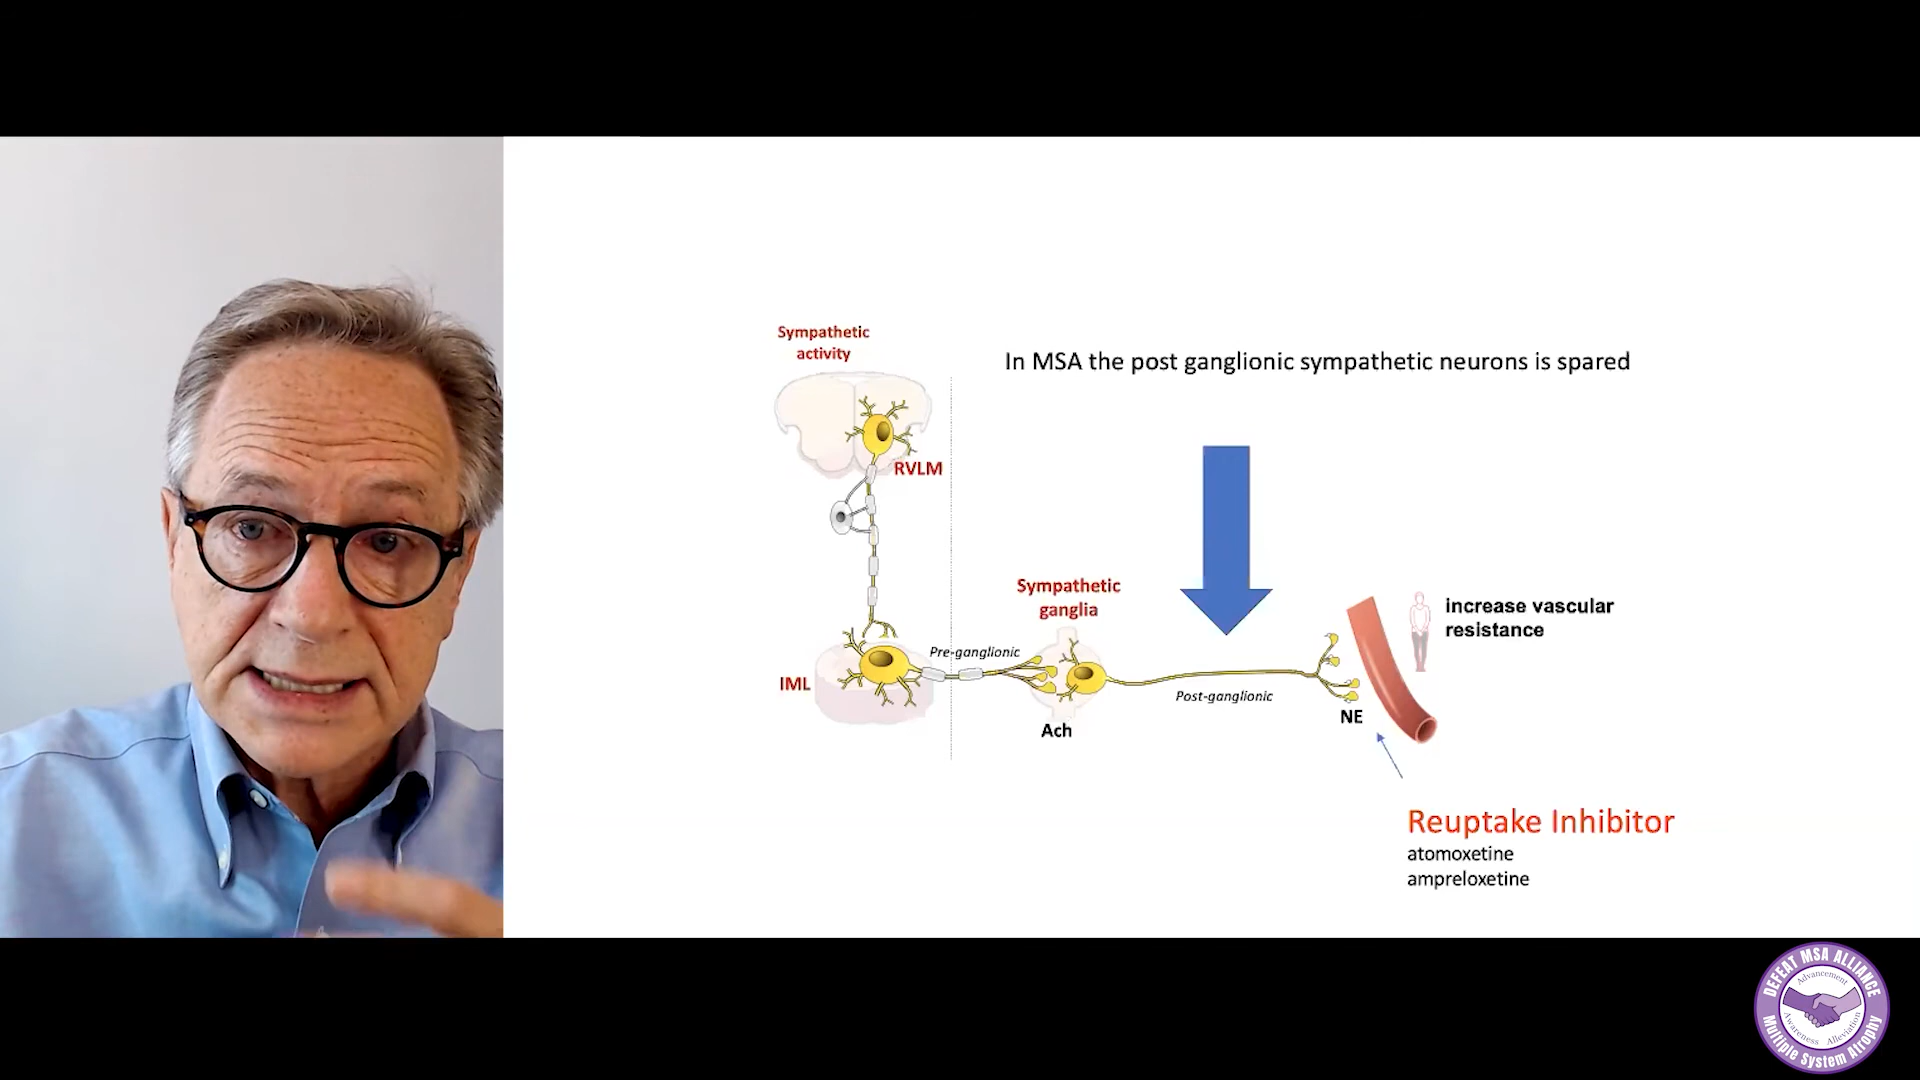 Sympathetic
activity
In MSA the post ganglionic sympathetic neurons is spared
RVLM
Sympathetic
ganglia
increase vascular
resistance
Pre-ganglionic
IML
Post-ganglionic
NE
Ach
Reuptake Inhibitor
atomoxetine
ampreloxetine
DEFEAT MSA ALLIANCE
Advancement
Awareness Alleviation
Multiple System Atrophy